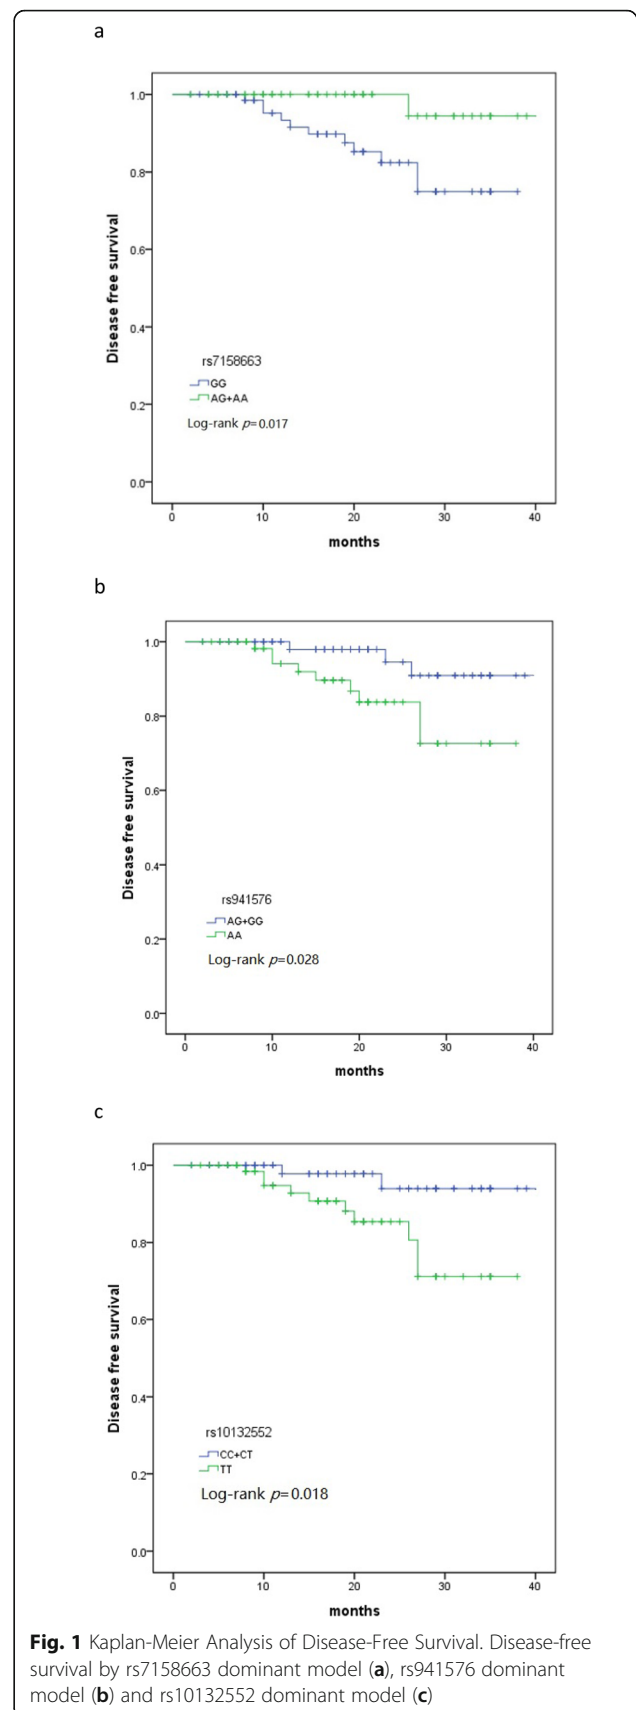 a
1.0
0.8
0.6
0.4
0.2
0.0
Disease free survival
rs7158663
GG
AG+AA
Log-rank p=0.017
0 10 20 30 40
months
b
1.0
0.8
0.6
0.4
0.2
0.0
Disease free survival
rs941576
AG+GG
AA
Log-rank p=0.028
0 10 20 30 40
months
c
1.0
0.8
0.6
0.4
0.2
0.0
Disease free survival
rs10132552
CC+CT
TT
Log-rank p=0.018
0 10 20 30 40
months
Fig. 1 Kaplan-Meier Analysis of Disease-Free Survival. Disease-free
survival by rs7158663 dominant model (a), rs941576 dominant
model (b) and rs10132552 dominant model (c)